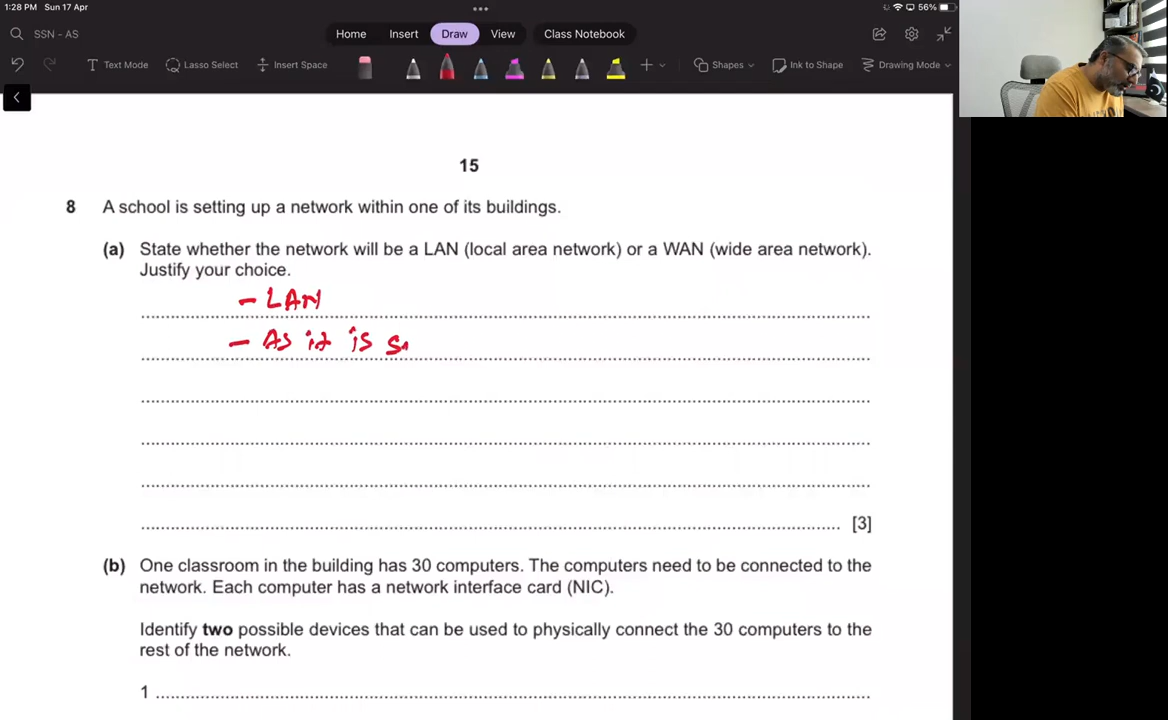 1:28 PM Sun 17 Apr
56%
SSN - AS
Home Insert Draw View Class Notebook
Text Mode Lasso Select Insert Space Shapes Ink to Shape Drawing Mode
15
8 A school is setting up a network within one of its buildings.
(a) State whether the network will be a LAN (local area network) or a WAN (wide area network).
Justify your choice.
- LAN
- As it is
[3]
(b) One classroom in the building has 30 computers. The computers need to be connected to the
network. Each computer has a network interface card (NIC).
Identify two possible devices that can be used to physically connect the 30 computers to the
rest of the network.
1